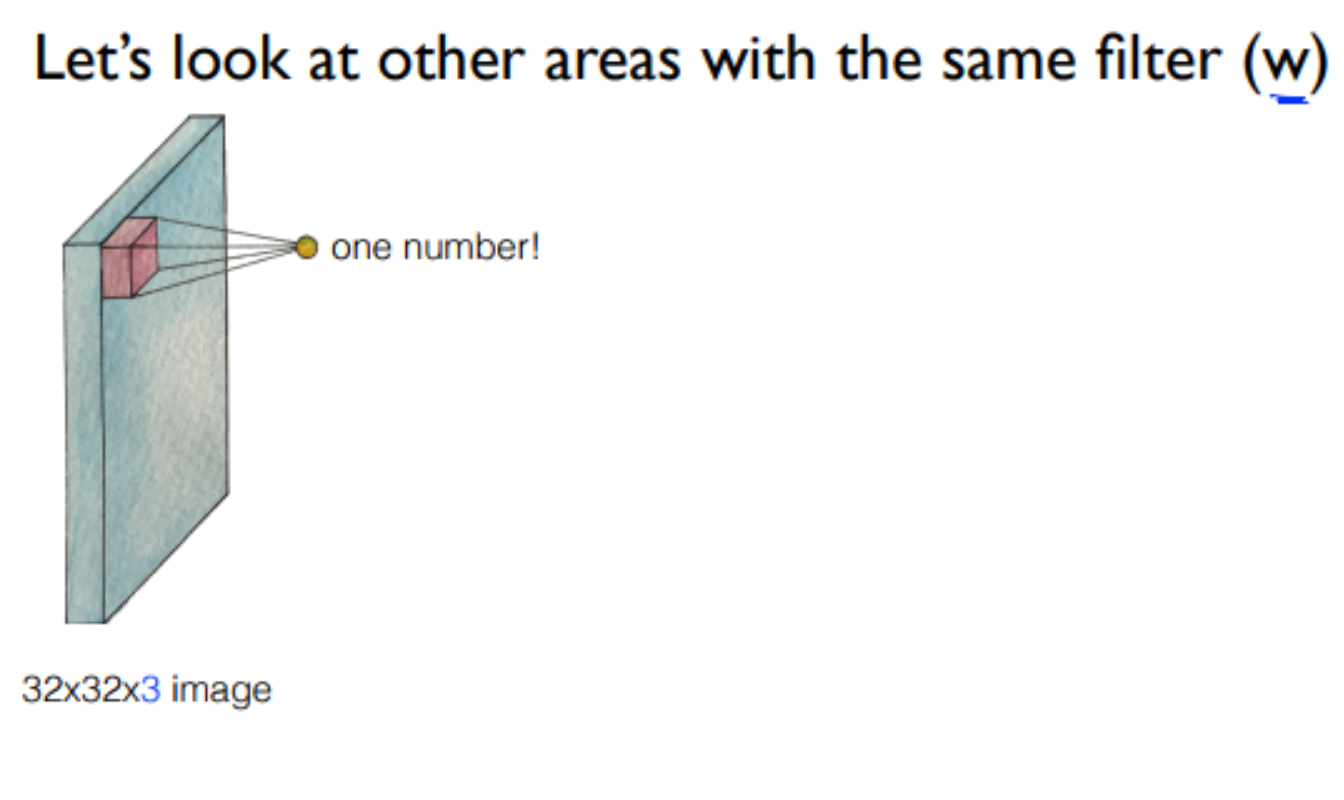 Let's look at other areas with the same filter (w)
one number!
32x32x3 image